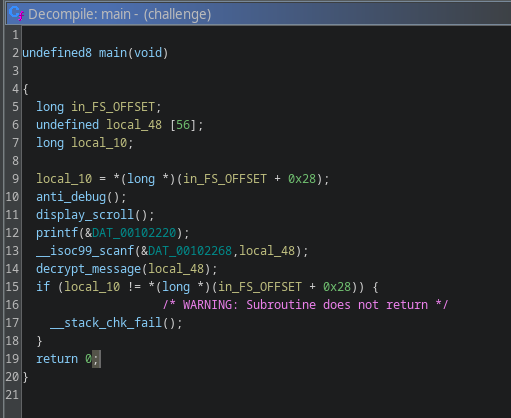 Decompile: main - (challenge)
1
2 undefined8 main(void)
3
4 {
5 long in_FS_OFFSET;
6 undefined local_48 [56];
7 long local_10;
8
9 local_10 = *(long *)(in_FS_OFFSET + 0x28);
10 anti_debug();
11 display_scroll();
12 printf(&DAT_00102220);
13 __isoc99_scanf(&DAT_00102268,local_48);
14 decrypt_message(local_48);
15 if (local_10 != *(long *)(in_FS_OFFSET + 0x28)) {
16 /* WARNING: Subroutine does not return */
17 __stack_chk_fail();
18 }
19 return 0;
20 }
21